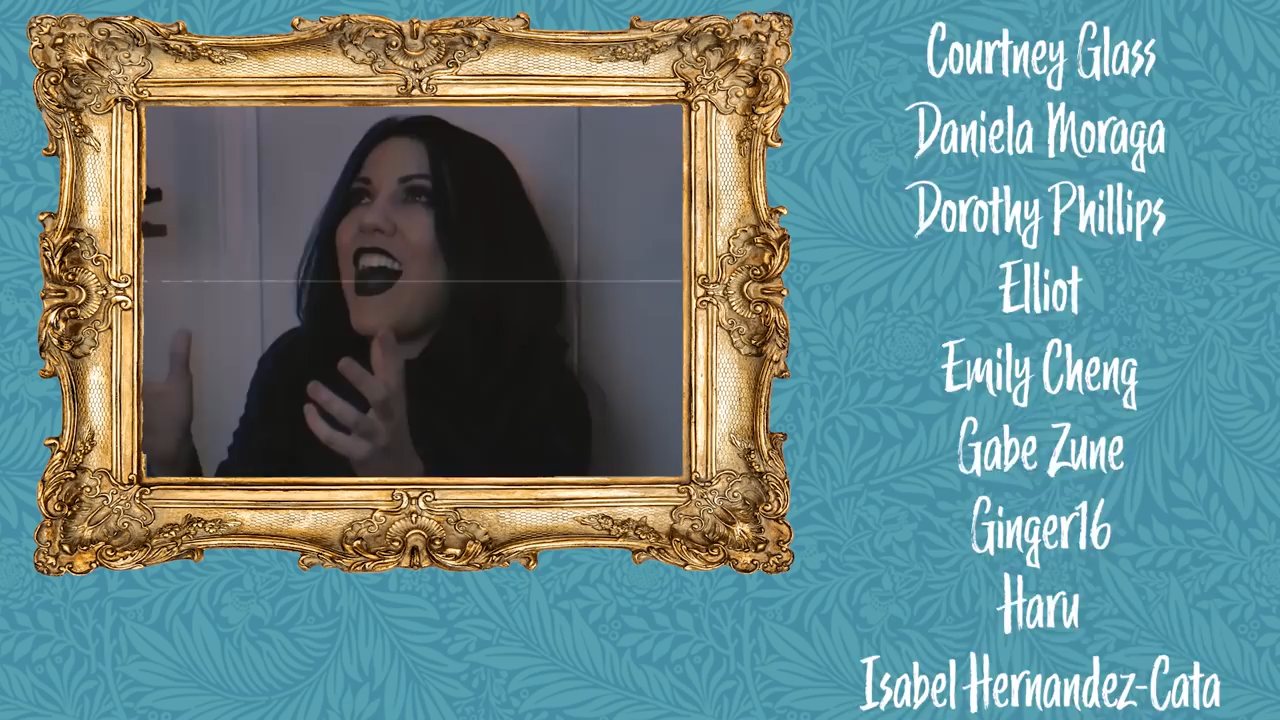 Courtney Glass
Daniela Moraga
Dorothy Phillips
Elliot
Emily Cheng
Gabe Zune
Ginger16
Haru
Isabel Hernandez-Cata